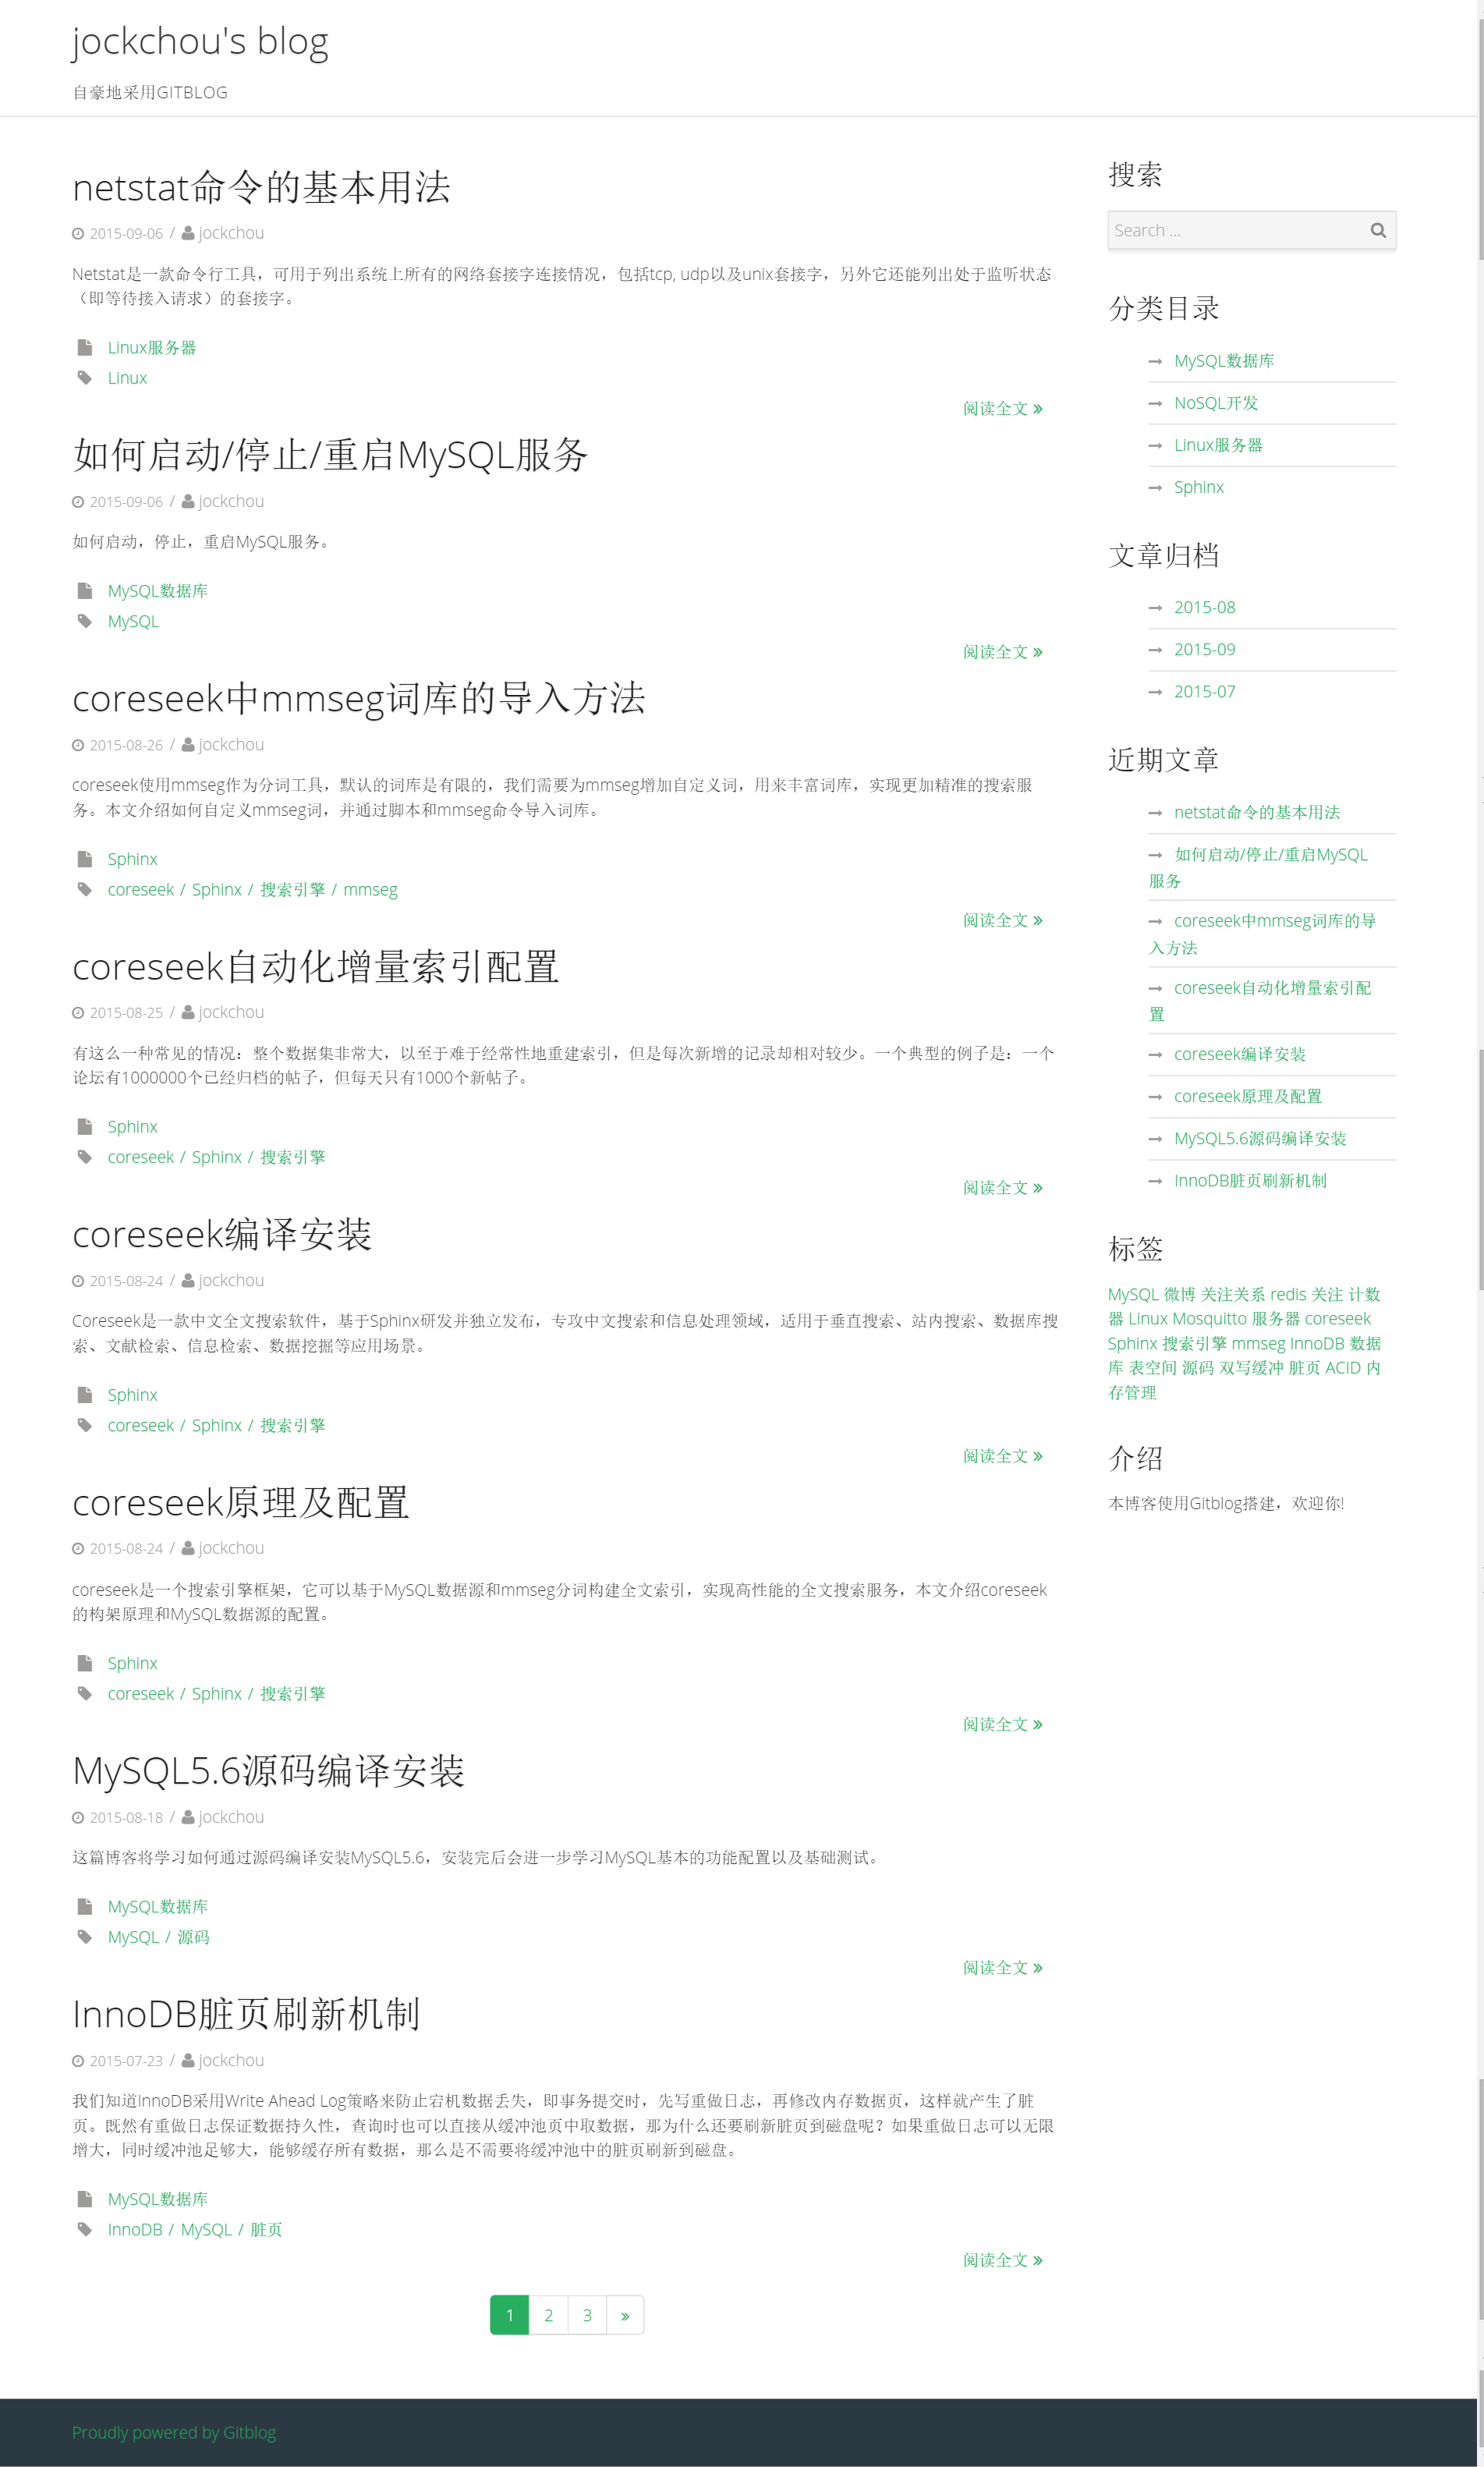 jockchou's blog
自豪地采用GITBLOG
netstat命令的基本用法
2015-09-06 / jockchou
Netstat是一款命令行工具，可用于列出系统上所有的网络套接字连接情况，包括tcp, udp以及unix套接字，另外它还能列出处于监听状态
（即等待接入请求）的套接字。
Linux服务器
Linux
阅读全文 »
如何启动/停止/重启MySQL服务
2015-09-06 / jockchou
如何启动，停止，重启MySQL服务。
MySQL数据库
MySQL
阅读全文 »
coreseek中mmseg词库的导入方法
2015-08-26 / jockchou
coreseek使用mmseg作为分词工具，默认的词库是有限的，我们需要为mmseg增加自定义词，用来丰富词库，实现更加精准的搜索服
务。本文介绍如何自定义mmseg词，并通过脚本和mmseg命令导入词库。
Sphinx
coreseek / Sphinx / 搜索引擎 / mmseg
阅读全文 »
coreseek自动化增量索引配置
2015-08-25 / jockchou
有这么一种常见的情况：整个数据集非常大，以至于难于经常性地重建索引，但是每次新增的记录却相对较少。一个典型的例子是：一个
论坛有1000000个已经归档的帖子，但每天只有1000个新帖子。
Sphinx
coreseek / Sphinx / 搜索引擎
阅读全文 »
coreseek编译安装
2015-08-24 / jockchou
Coreseek是一款中文全文搜索软件，基于Sphinx研发并独立发布，专攻中文搜索和信息处理领域，适用于垂直搜索、站内搜索、数据库搜
索、文献检索、信息检索、数据挖掘等应用场景。
Sphinx
coreseek / Sphinx / 搜索引擎
阅读全文 »
coreseek原理及配置
2015-08-24 / jockchou
coreseek是一个搜索引擎框架，它可以基于MySQL数据源和mmseg分词构建全文索引，实现高性能的全文搜索服务，本文介绍coreseek
的构架原理和MySQL数据源的配置。
Sphinx
coreseek / Sphinx / 搜索引擎
阅读全文 »
MySQL5.6源码编译安装
2015-08-18 / jockchou
这篇博客将学习如何通过源码编译安装MySQL5.6，安装完后会进一步学习MySQL基本的功能配置以及基础测试。
MySQL数据库
MySQL / 源码
阅读全文 »
InnoDB脏页刷新机制
2015-07-23 / jockchou
我们知道InnoDB采用Write Ahead Log策略来防止宕机数据丢失，即事务提交时，先写重做日志，再修改内存数据页，这样就产生了脏
页。既然有重做日志保证数据持久性，查询时也可以直接从缓冲池页中取数据，那为什么还要刷新脏页到磁盘呢？如果重做日志可以无限
增大，同时缓冲池足够大，能够缓存所有数据，那么是不需要将缓冲池中的脏页刷新到磁盘。
MySQL数据库
InnoDB / MySQL / 脏页
阅读全文 »
1 2 3 »
搜索
Search ...
分类目录
MySQL数据库
NoSQL开发
Linux服务器
Sphinx
文章归档
2015-08
2015-09
2015-07
近期文章
netstat命令的基本用法
如何启动/停止/重启MySQL
服务
coreseek中mmseg词库的导
入方法
coreseek自动化增量索引配
置
coreseek编译安装
coreseek原理及配置
MySQL5.6源码编译安装
InnoDB脏页刷新机制
标签
MySQL 微博 关注关系 redis 关注 计数
器 Linux Mosquitto 服务器 coreseek
Sphinx 搜索引擎 mmseg InnoDB 数据
库 表空间 源码 双写缓冲 脏页 ACID 内
存管理
介绍
本博客使用Gitblog搭建，欢迎你!
Proudly powered by Gitblog